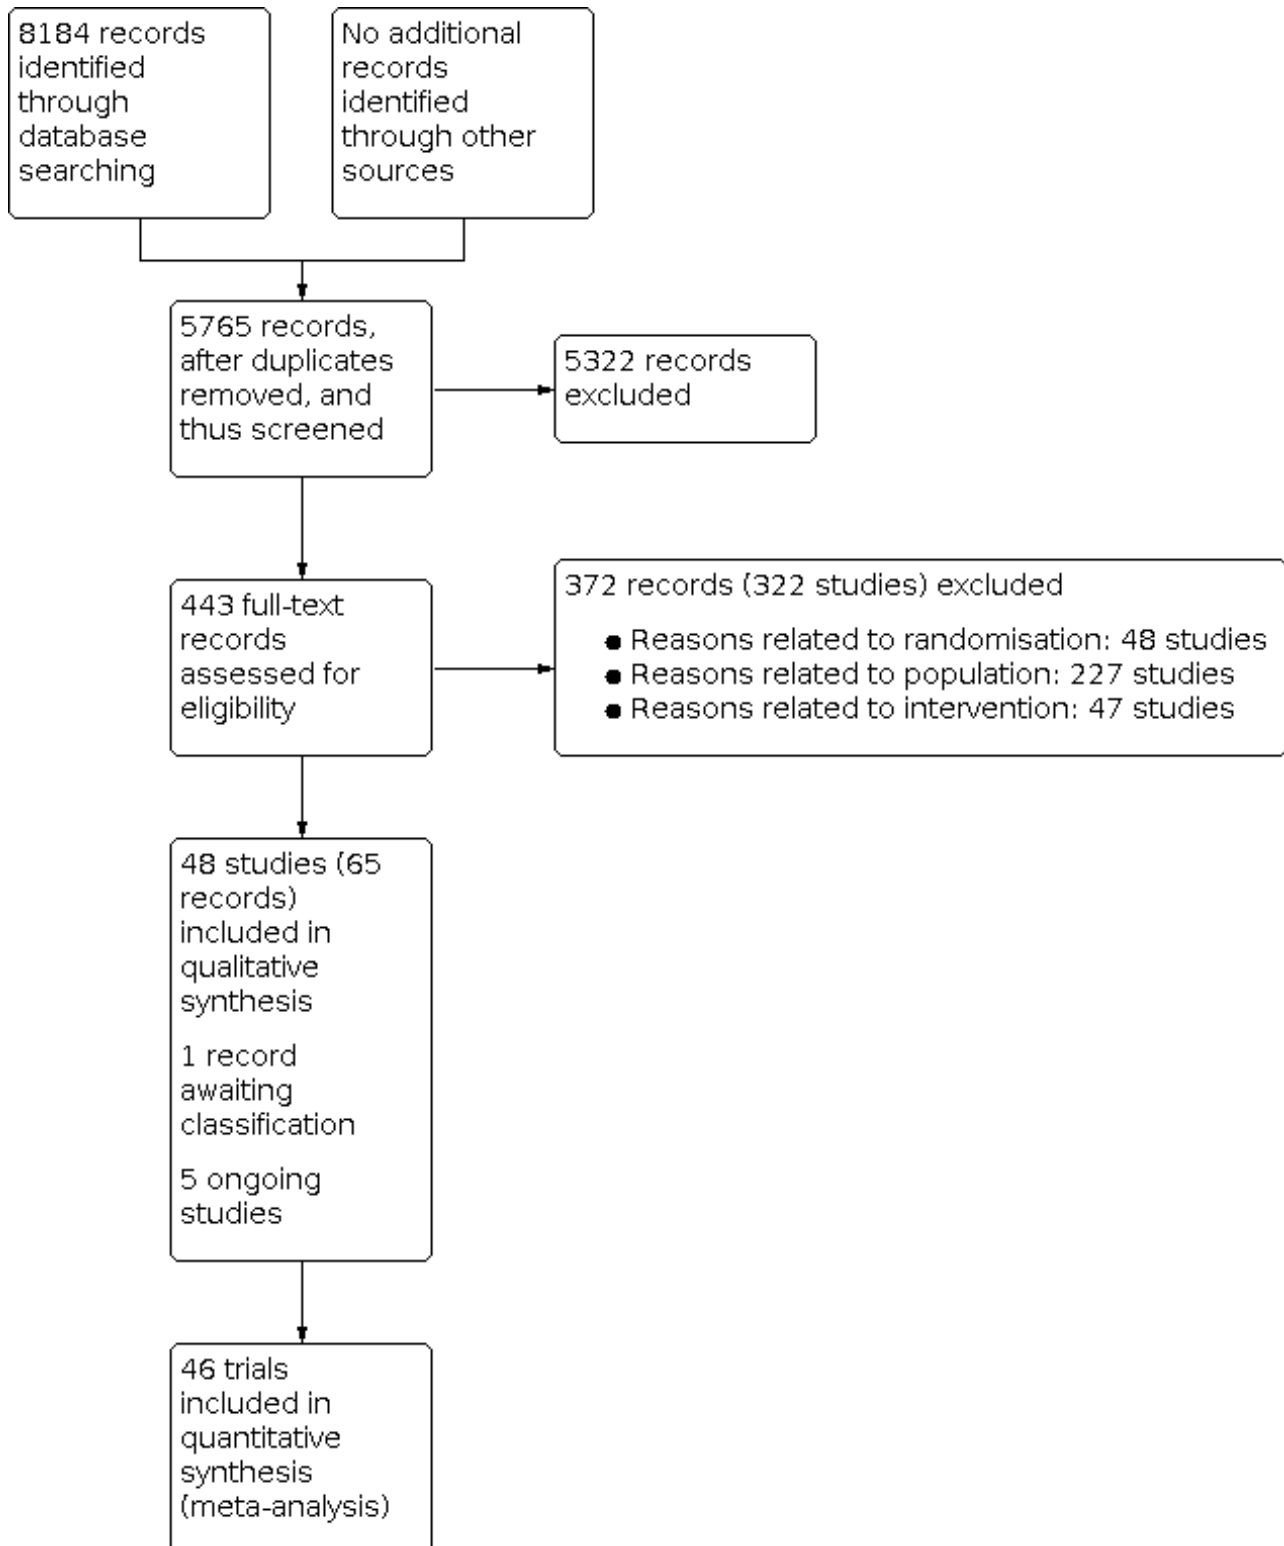 8184 records
identified
through
database
searching
No additional
records
identified
through other
sources
5765 records,
after duplicates
removed, and
thus screened
5322 records
excluded
443 full-text
records
assessed for
eligibility
372 records (322 studies) excluded
● Reasons related to randomisation: 48 studies
● Reasons related to population: 227 studies
● Reasons related to intervention: 47 studies
48 studies (65
records)
included in
qualitative
synthesis
1 record
awaiting
classification
5 ongoing
studies
46 trials
included in
quantitative
synthesis
(meta-analysis)